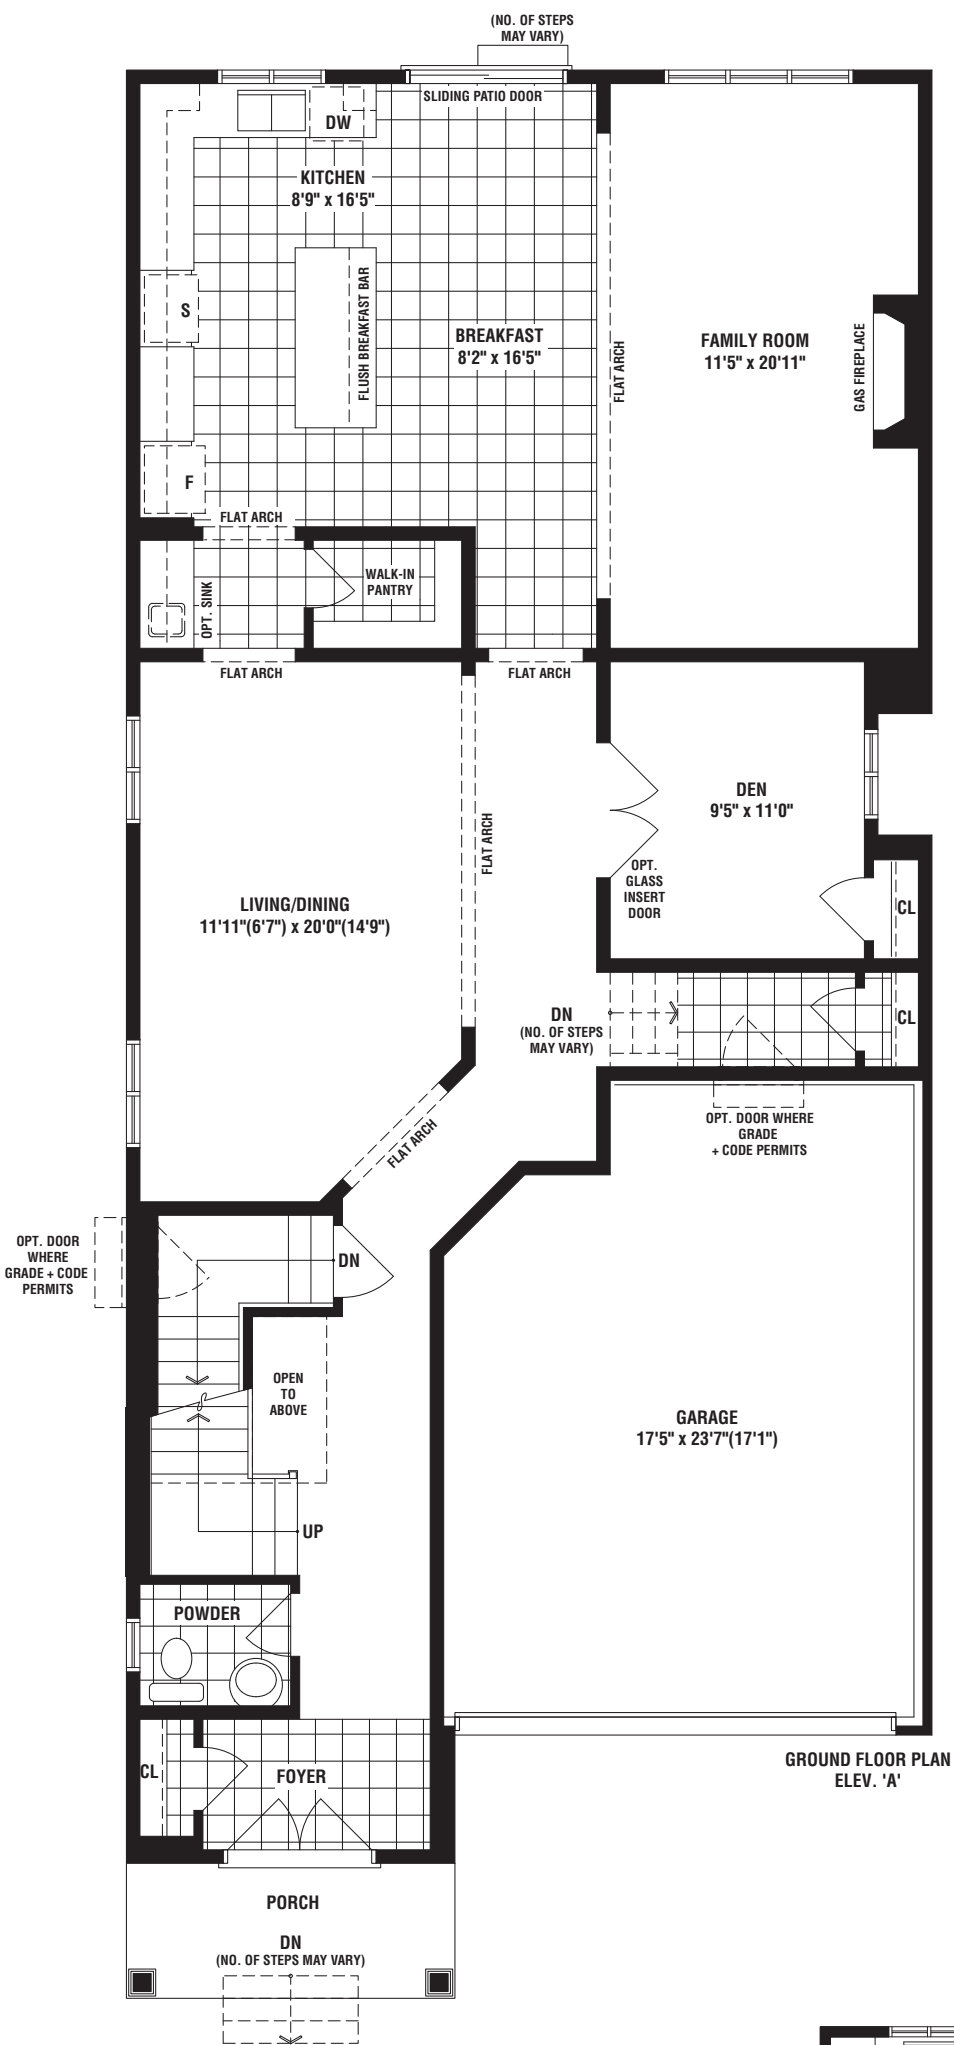 (NO. OF STEPS
MAY VARY)
SLIDING PATIO DOOR
DW
KITCHEN
8'9" x 16'5"
S
FLUSH BREAKFAST BAR
BREAKFAST
8'2" x 16'5"
FLAT ARCH
FAMILY ROOM
11'5" x 20'11"
GAS FIREPLACE
F
FLAT ARCH
OPT. SINK
WALK-IN
PANTRY
FLAT ARCH
FLAT ARCH
FLAT ARCH
DEN
9'5" x 11'0"
OPT.
GLASS
INSERT
DOOR
CL
LIVING/DINING
11'11"(6'7") x 20'0"(14'9")
DN
(NO. OF STEPS
MAY VARY)
CL
FLAT ARCH
OPT. DOOR WHERE
GRADE
+ CODE PERMITS
OPT. DOOR
WHERE
GRADE + CODE
PERMITS
DN
OPEN
TO
ABOVE
GARAGE
17'5" x 23'7"(17'1")
UP
POWDER
CL
FOYER
GROUND FLOOR PLAN
ELEV. 'A'
PORCH
DN
(NO. OF STEPS MAY VARY)